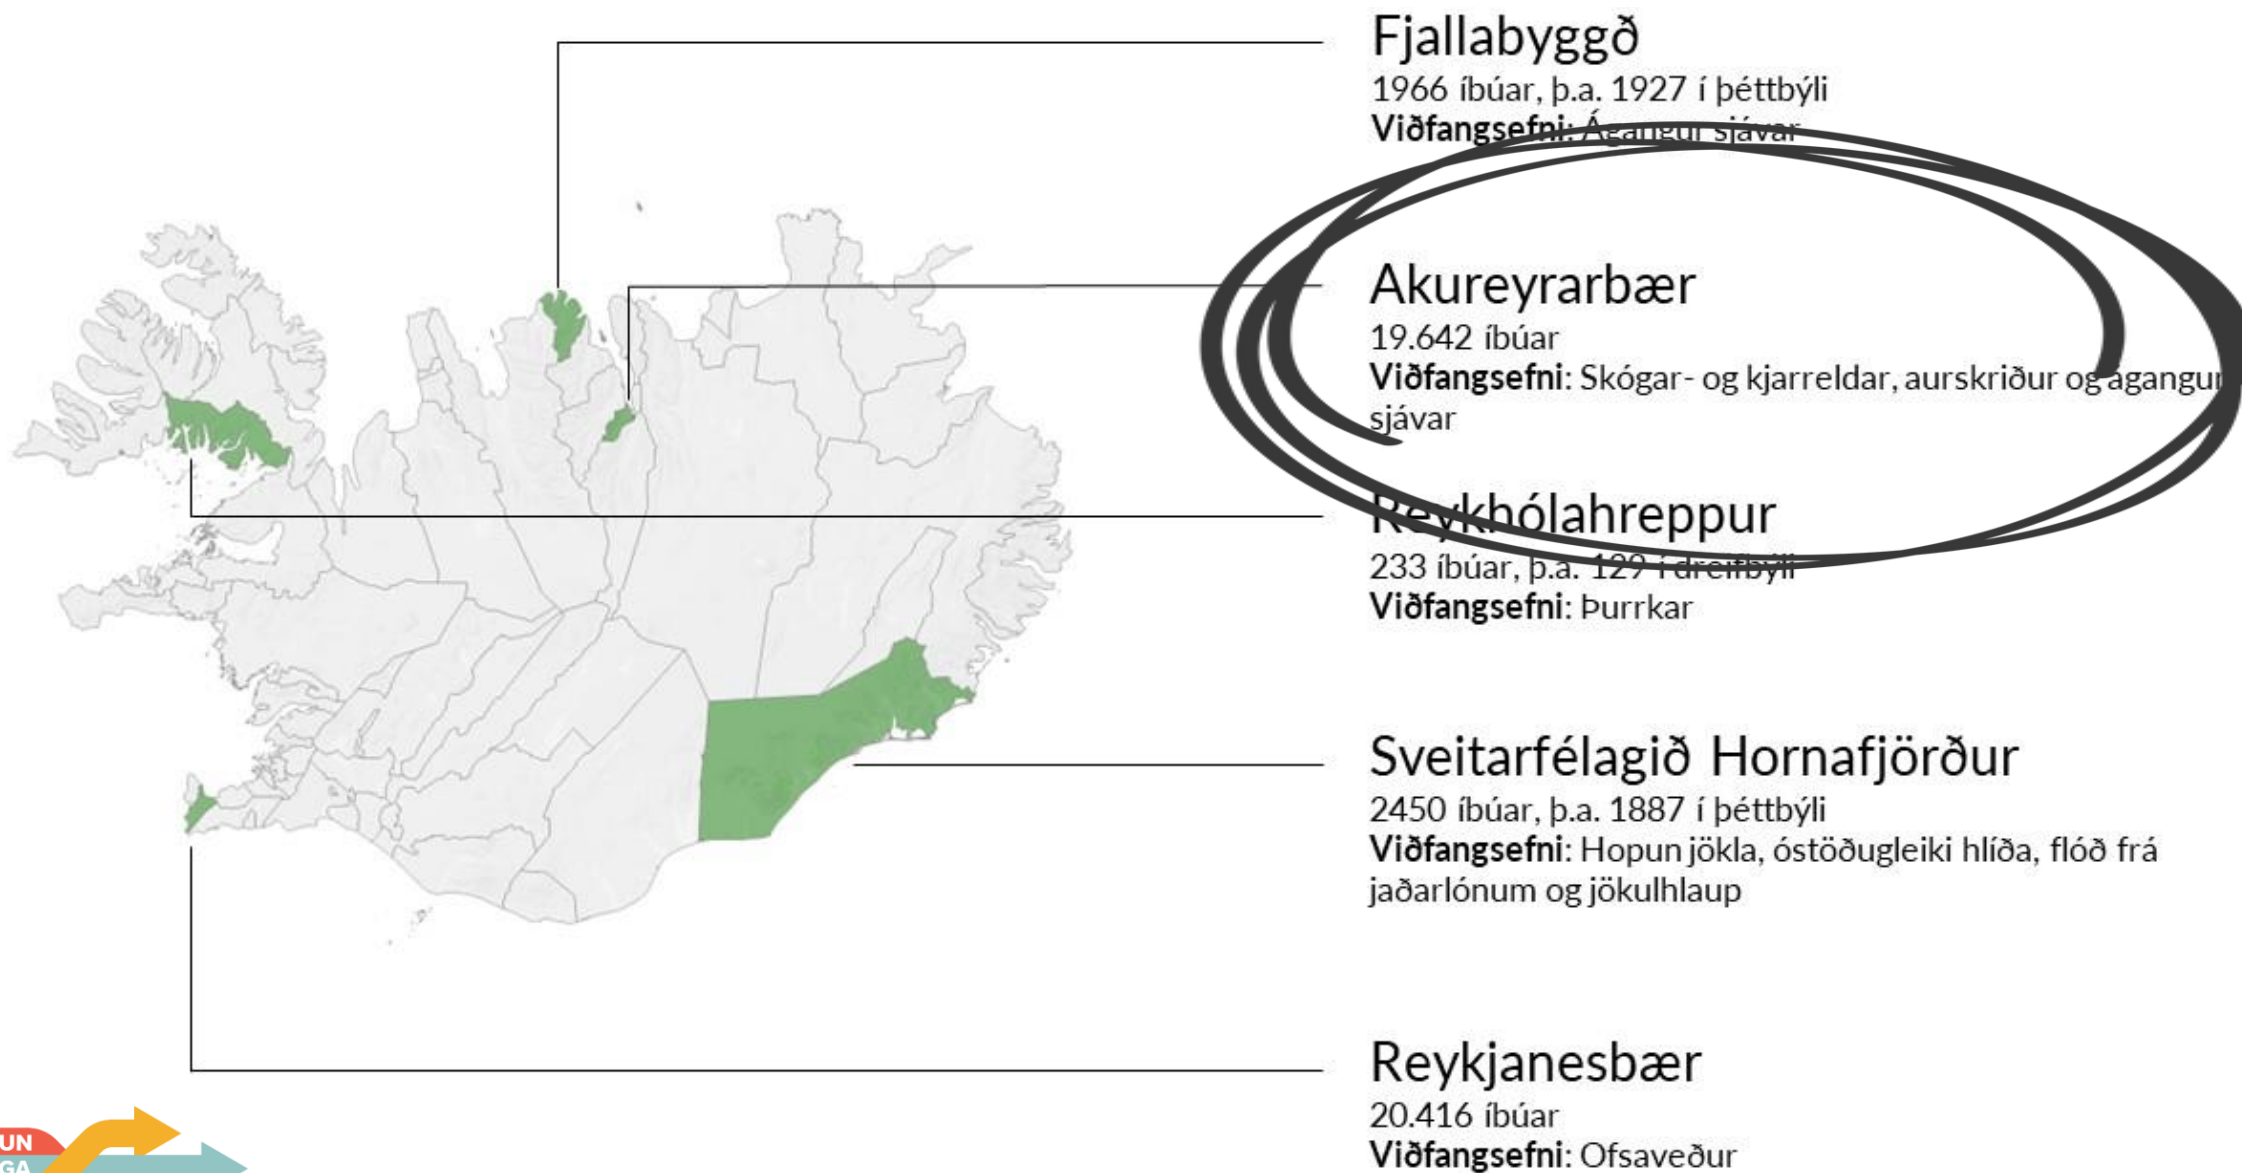 Fjallabyggð
1966 íbúar, þ.a. 1927 í þéttbýli
Viðfangsefni: Ágangur sjávar
Akureyrarbær
19.642 íbúar
Viðfangsefni: Skógar- og kjarreldar, aurskriður og ágangur
sjávar
Reykhólahreppur
233 íbúar, þ.a. 129 í dreifbýli
Viðfangsefni: Þurrkar
Sveitarfélagið Hornafjörður
2450 íbúar, þ.a. 1887 í þéttbýli
Viðfangsefni: Hopun jökla, óstöðugleiki hlíða, flóð frá
jaðarlónum og jökulhlaup
Reykjanesbær
20.416 íbúar
Viðfangsefni: Ofsaveður
UN
GA